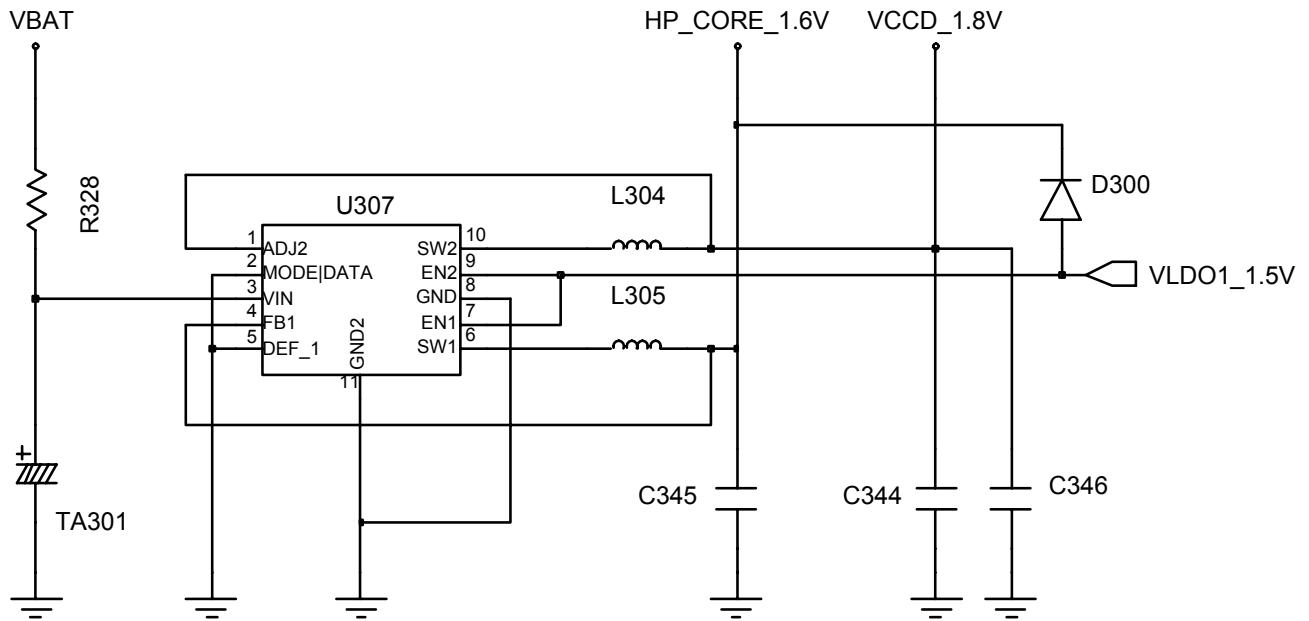 VBAT
HP_CORE_1.6V
VCCD_1.8V
R328
U307
L304
D300
1
ADJ2
SW2
10
2
MODE|DATA
EN2
9
3
VIN
GND
8
L305
VLDO1_1.5V
4
FB1
EN1
7
5
DEF_1
GND2
SW1
6
11
+
TA301
C345
C344
C346